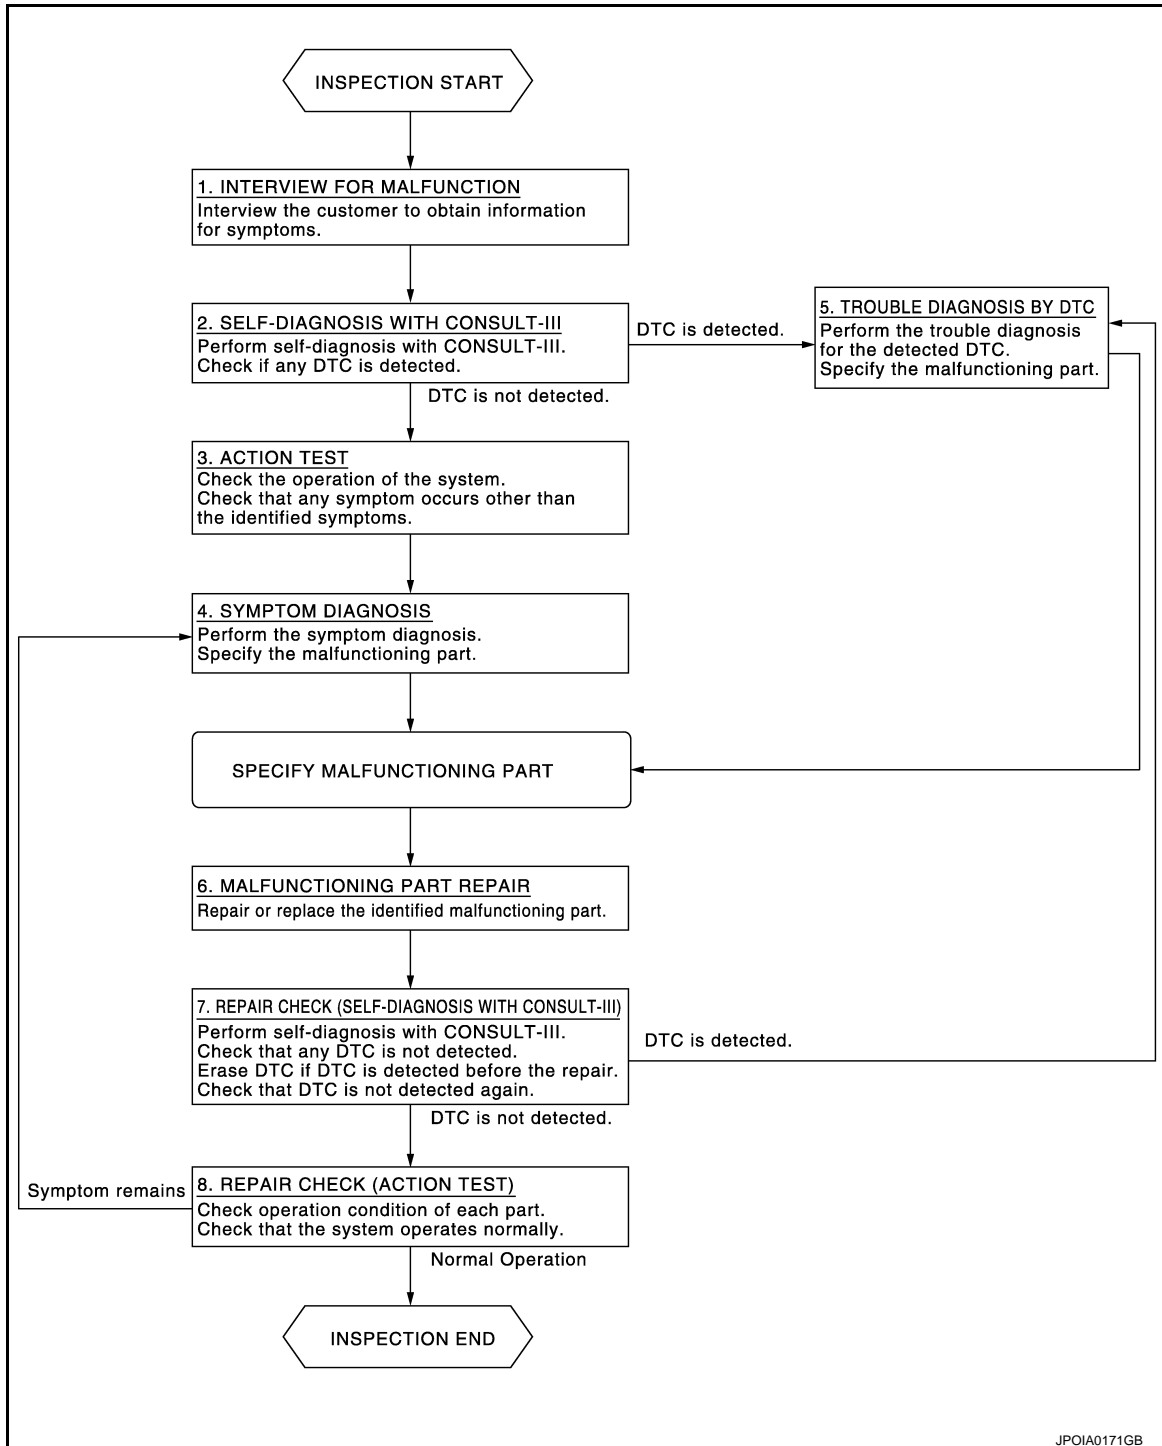 INSPECTION START
1. INTERVIEW FOR MALFUNCTION
Interview the customer to obtain information
for symptoms.
2. SELF-DIAGNOSIS WITH CONSULT-III
Perform self-diagnosis with CONSULT-III.
Check if any DTC is detected.
DTC is detected.
5. TROUBLE DIAGNOSIS BY DTC
Perform the trouble diagnosis
for the detected DTC.
Specify the malfunctioning part.
DTC is not detected.
3. ACTION TEST
Check the operation of the system.
Check that any symptom occurs other than
the identified symptoms.
4. SYMPTOM DIAGNOSIS
Perform the symptom diagnosis.
Specify the malfunctioning part.
SPECIFY MALFUNCTIONING PART
6. MALFUNCTIONING PART REPAIR
Repair or replace the identified malfunctioning part.
7. REPAIR CHECK (SELF-DIAGNOSIS WITH CONSULT-III)
Perform self-diagnosis with CONSULT-III.
Check that any DTC is not detected.
Erase DTC if DTC is detected before the repair.
Check that DTC is not detected again.
DTC is detected.
DTC is not detected.
Symptom remains
8. REPAIR CHECK (ACTION TEST)
Check operation condition of each part.
Check that the system operates normally.
Normal Operation
INSPECTION END
JPOIA0171GB